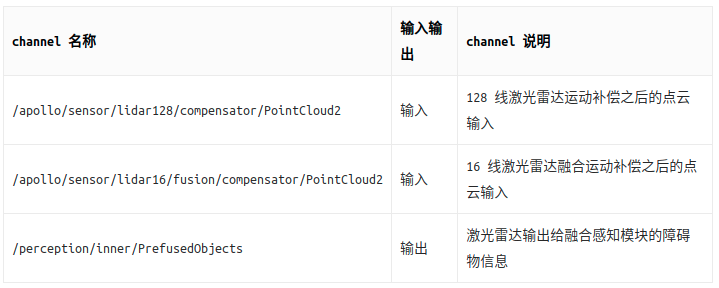 channel 名称
输入输
出
channel 说明
/apollo/sensor/lidar128/compensator/PointCloud2
输入
128 线激光雷达运动补偿之后的点云
输入
/apollo/sensor/lidar16/fusion/compensator/PointCloud2
输入
16 线激光雷达融合运动补偿之后的点
云输入
/perception/inner/PrefusedObjects
输出
激光雷达输出给融合感知模块的障碍
物信息